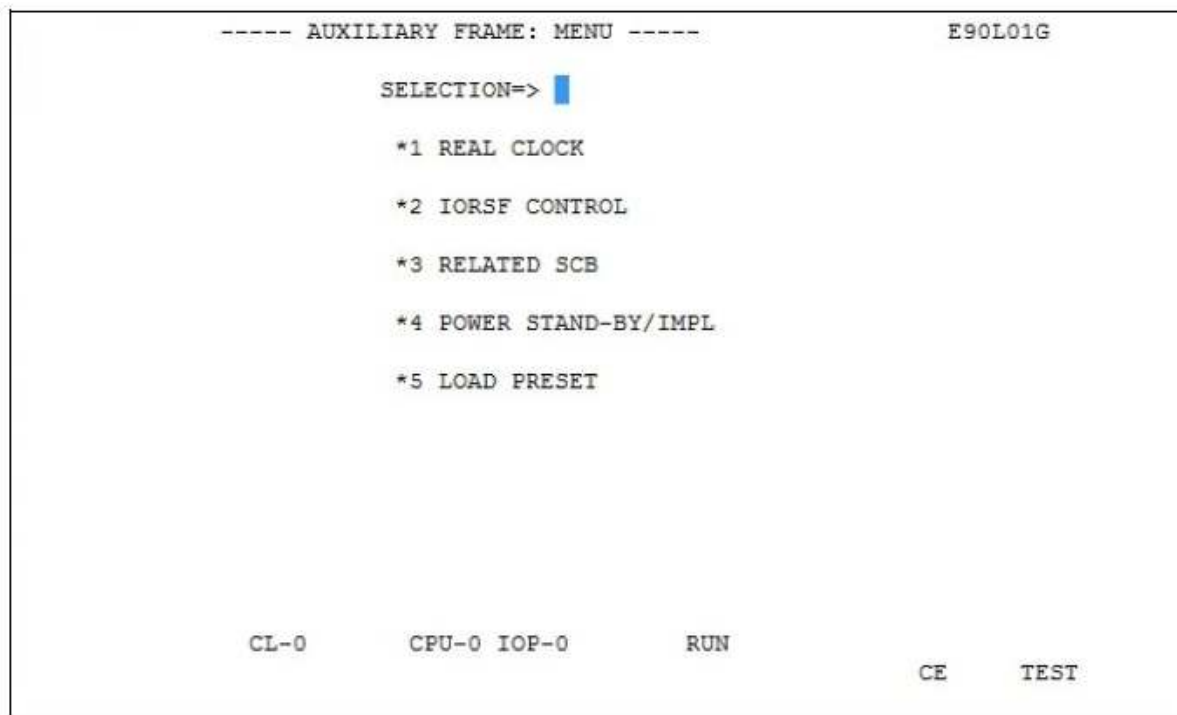 ----- AUXILIARY FRAME: MENU ----- E90L01G
SELECTION=>
*1 REAL CLOCK
*2 IORSF CONTROL
*3 RELATED SCB
*4 POWER STAND-BY/IMPL
*5 LOAD PRESET
CL-0 CPU-0 IOP-0 RUN
CE TEST